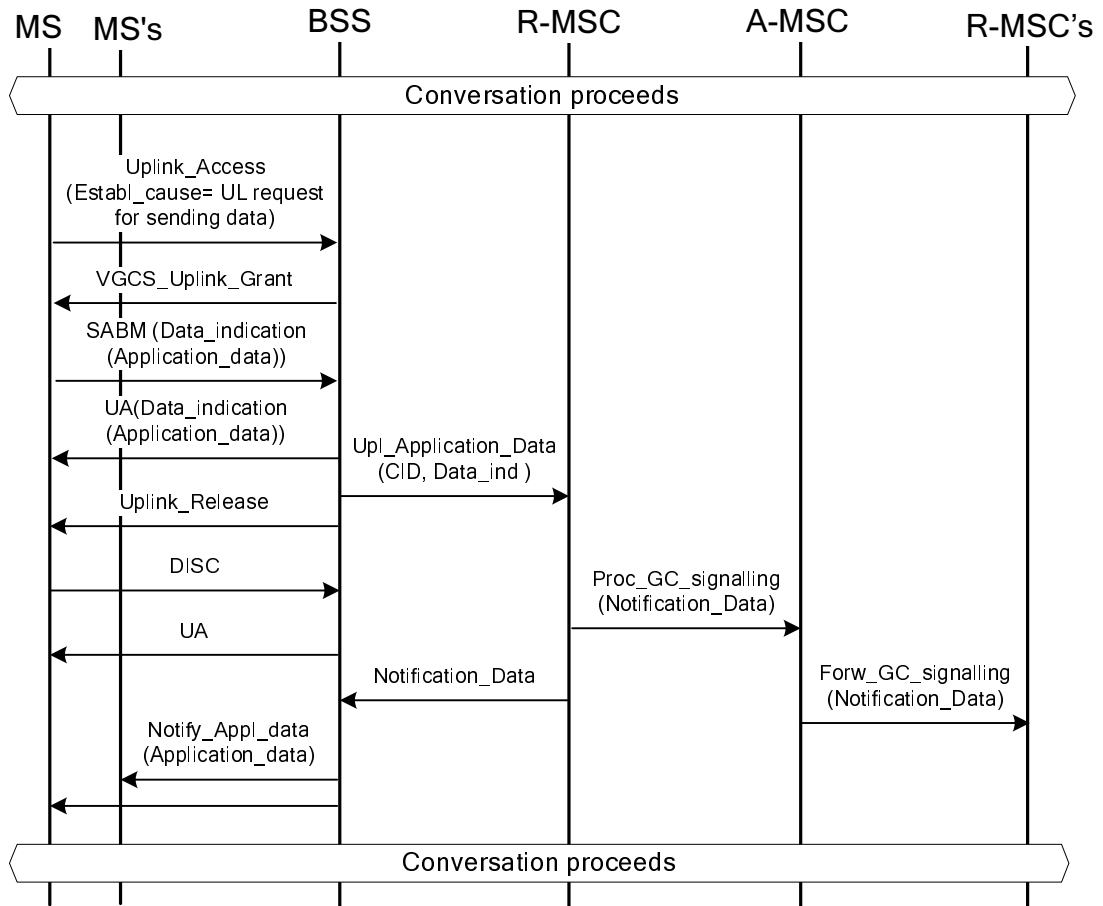 MS MS's BSS R-MSC A-MSC R-MSC’s
Conversation proceeds
Uplink_Access
(Establ_cause= UL request
for sending data)
VGCS_Uplink_Grant
SABM (Data_indication
(Application_data))
UA(Data_indication
(Application_data))
Upl_Application_Data
(CID, Data_ind )
Uplink_Release
DISC
Proc_GC_signalling
(Notification_Data)
UA
Notification_Data
Forw_GC_signalling
(Notification_Data)
Notify_Appl_data
(Application_data)
Conversation proceeds